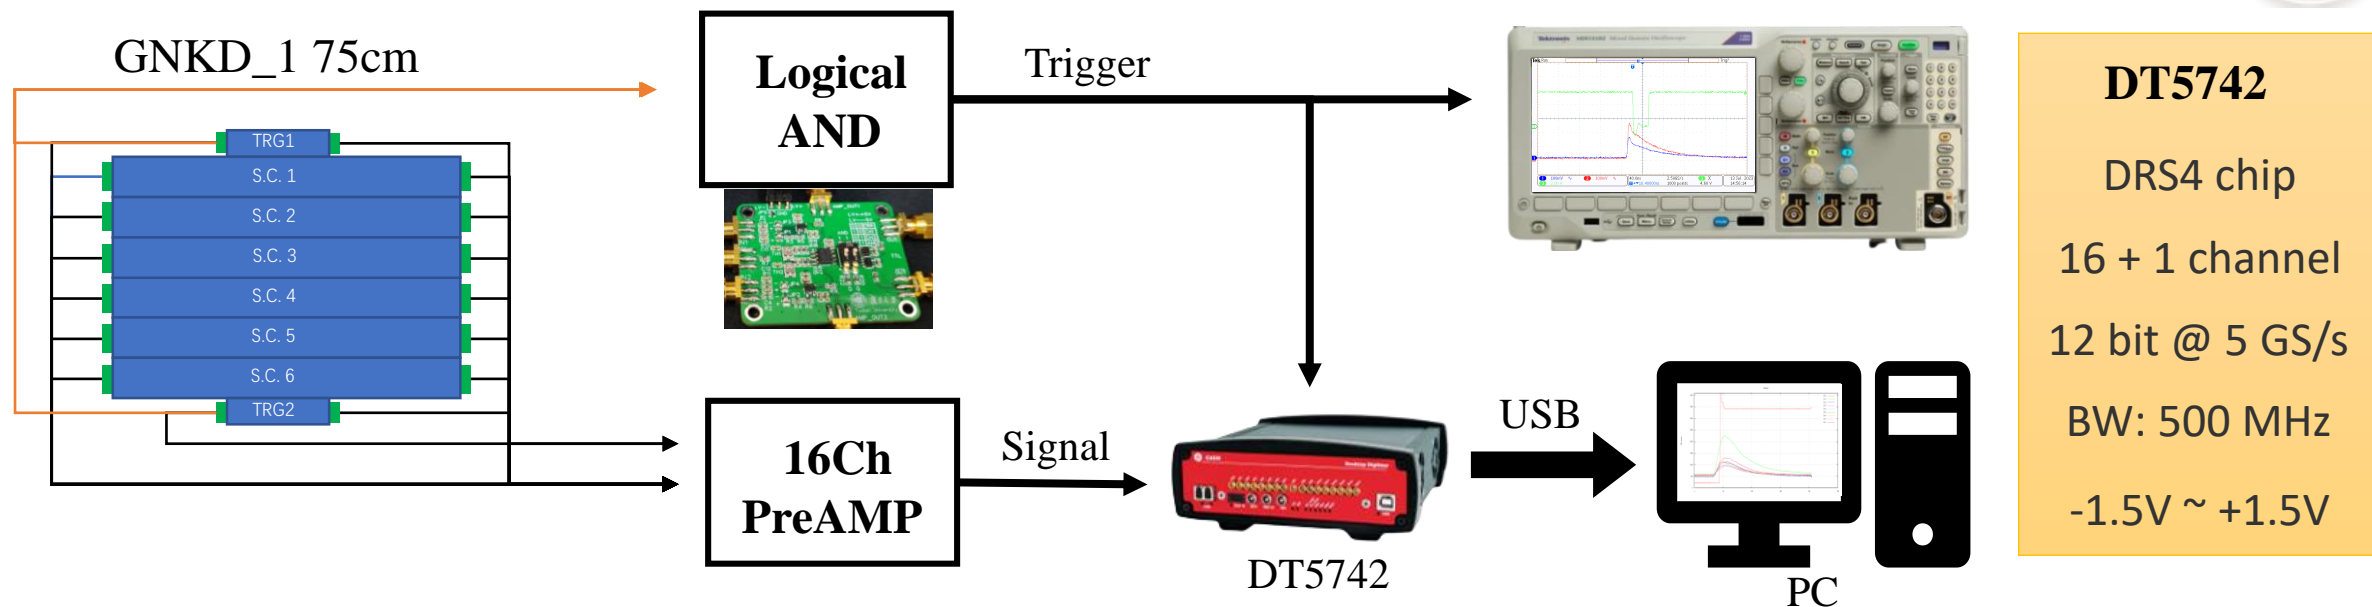 GNKD_1 75cm
TRG1
S.C. 1
S.C. 2
S.C. 3
S.C. 4
S.C. 5
S.C. 6
TRG2
Logical
AND
Trigger
16Ch
PreAMP
Signal
DT5742
USB
PC
Tektronix
DT5742
DRS4 chip
16 + 1 channel
12 bit @ 5 GS/s
BW: 500 MHz
-1.5V ~ +1.5V